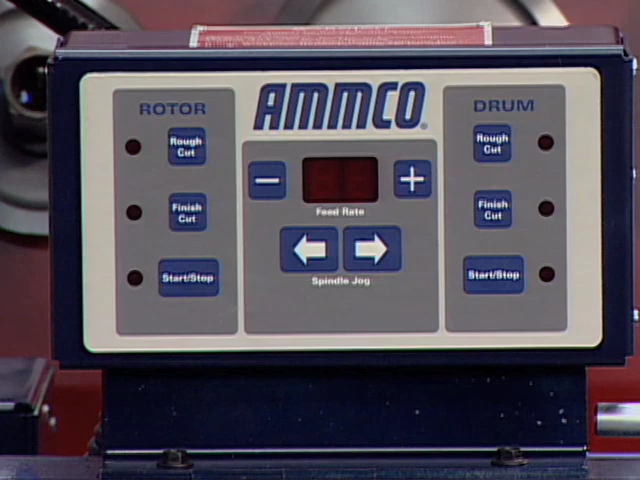 AMMCO®
ROTOR
Rough
Cut
Finish
Cut
Start/Stop
−
+
Feed Rate
Spindle Jog
DRUM
Rough
Cut
Finish
Cut
Start/Stop